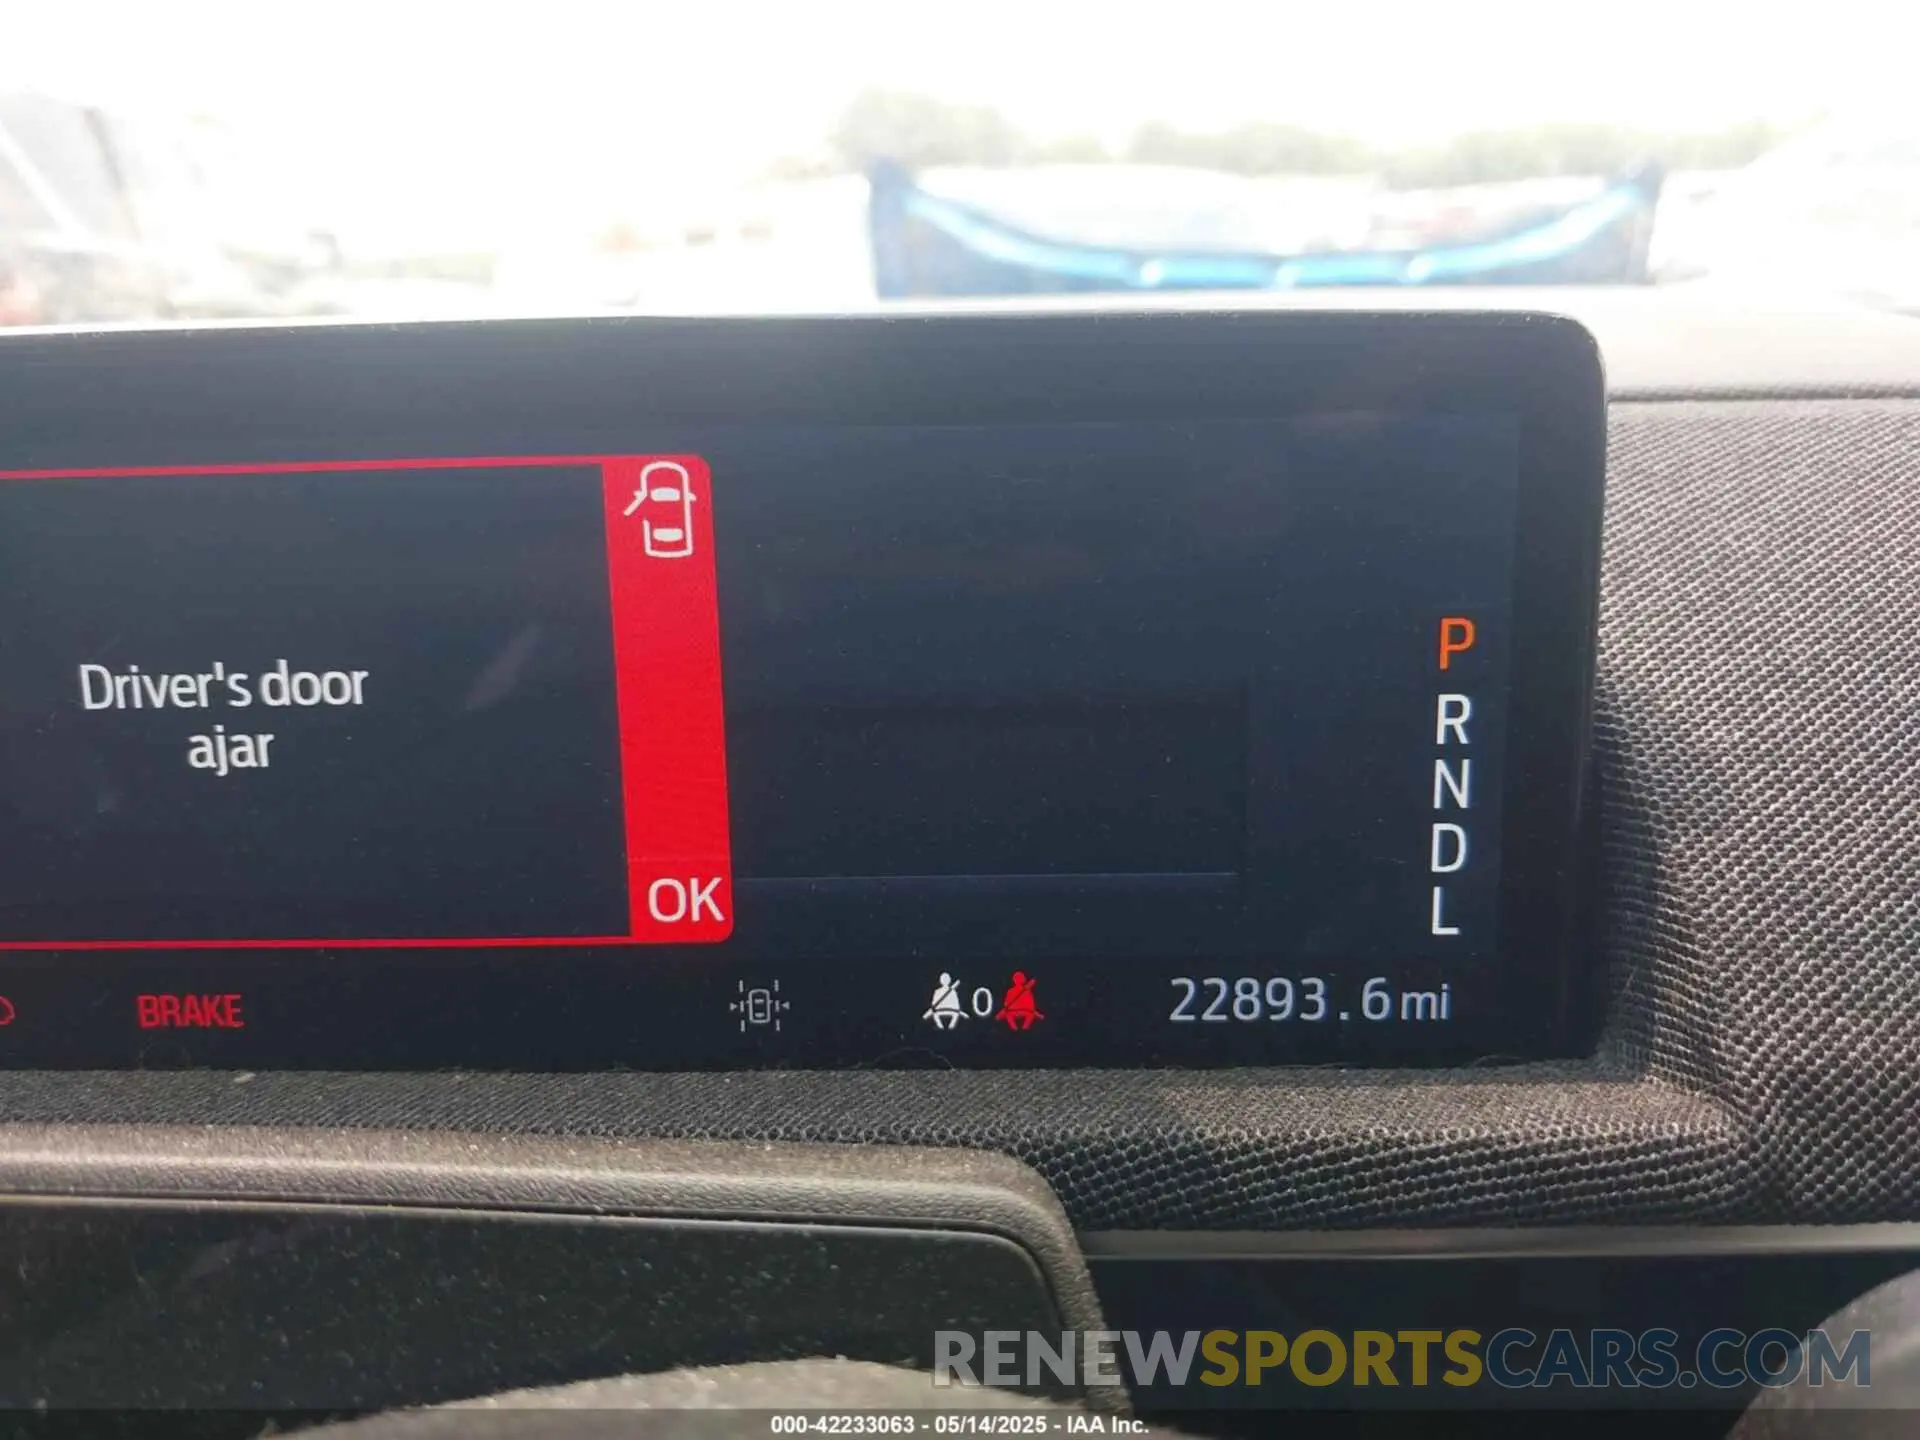 Driver's door
ajar
OK
P
R
N
D
L
BRAKE
0
22893.6 mi
RENEWSPORTSCARS.COM
000-42233063 - 05/14/2025 - IAA Inc.